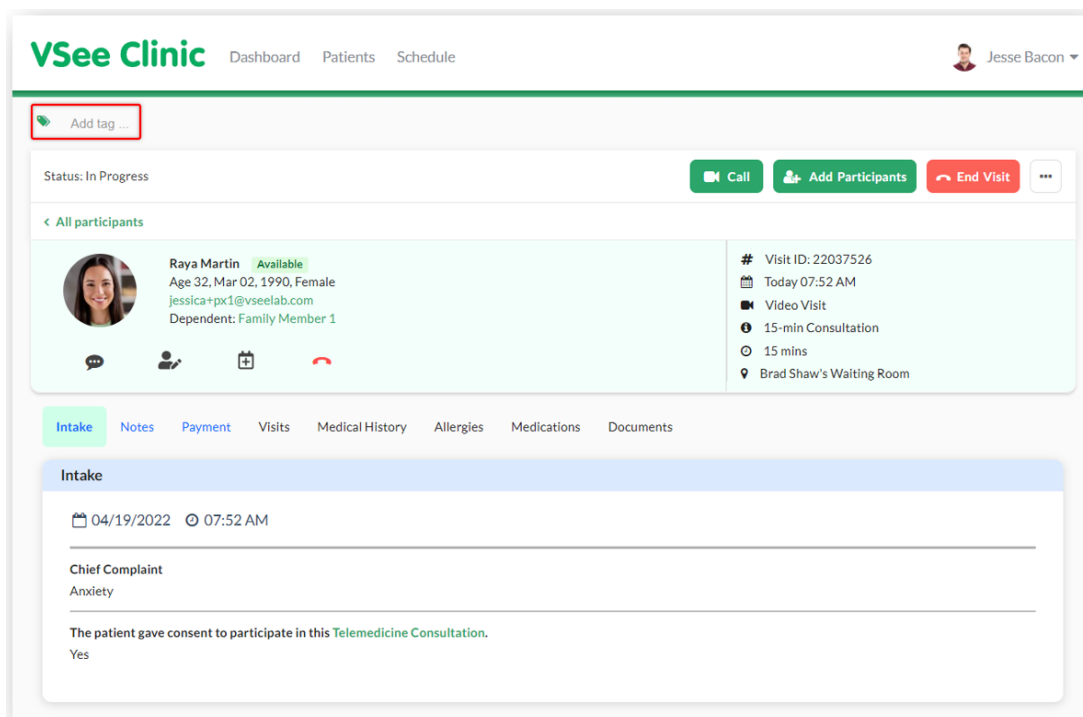 VSee Clinic Dashboard Patients Schedule Jesse Bacon
Add tag ...
Status: In Progress Call Add Participants End Visit ...
< All participants
Raya Martin Available
Age 32, Mar 02, 1990, Female
jessica+px1@vseelab.com
Dependent: Family Member 1
# Visit ID: 22037526
Today 07:52 AM
Video Visit
15-min Consultation
15 mins
Brad Shaw's Waiting Room
Intake Notes Payment Visits Medical History Allergies Medications Documents
Intake
04/19/2022 07:52 AM
Chief Complaint
Anxiety
The patient gave consent to participate in this Telemedicine Consultation.
Yes